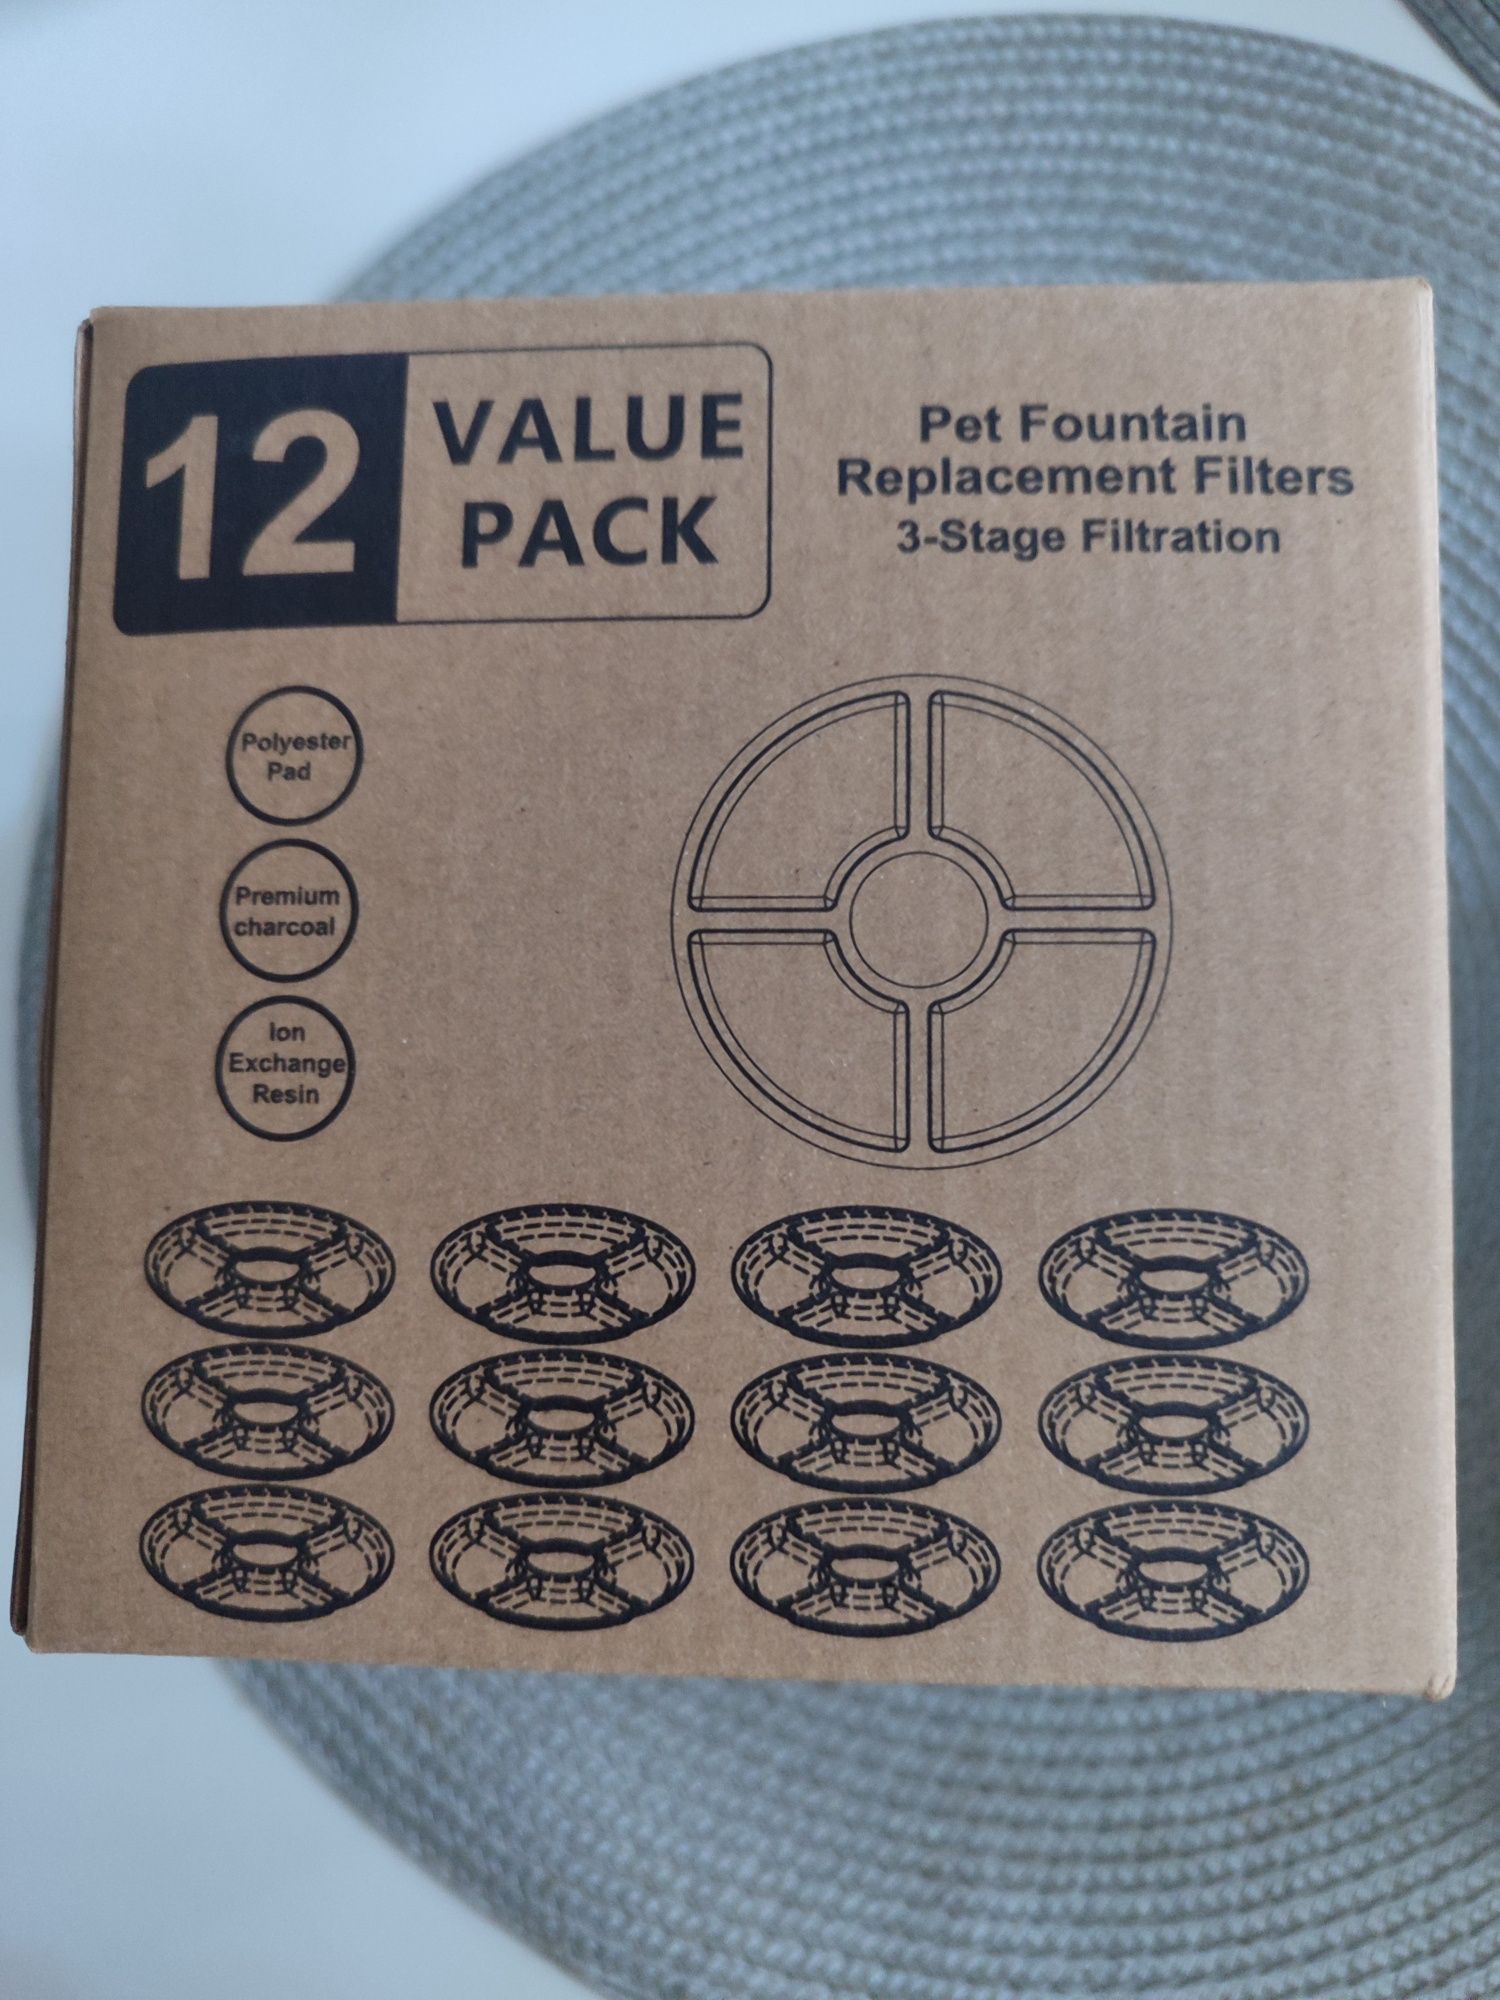 12
VALUE
PACK
Pet Fountain
Replacement Filters
3-Stage Filtration
Polyester
Pad
Premium
charcoal
Ion
Exchange
Resin